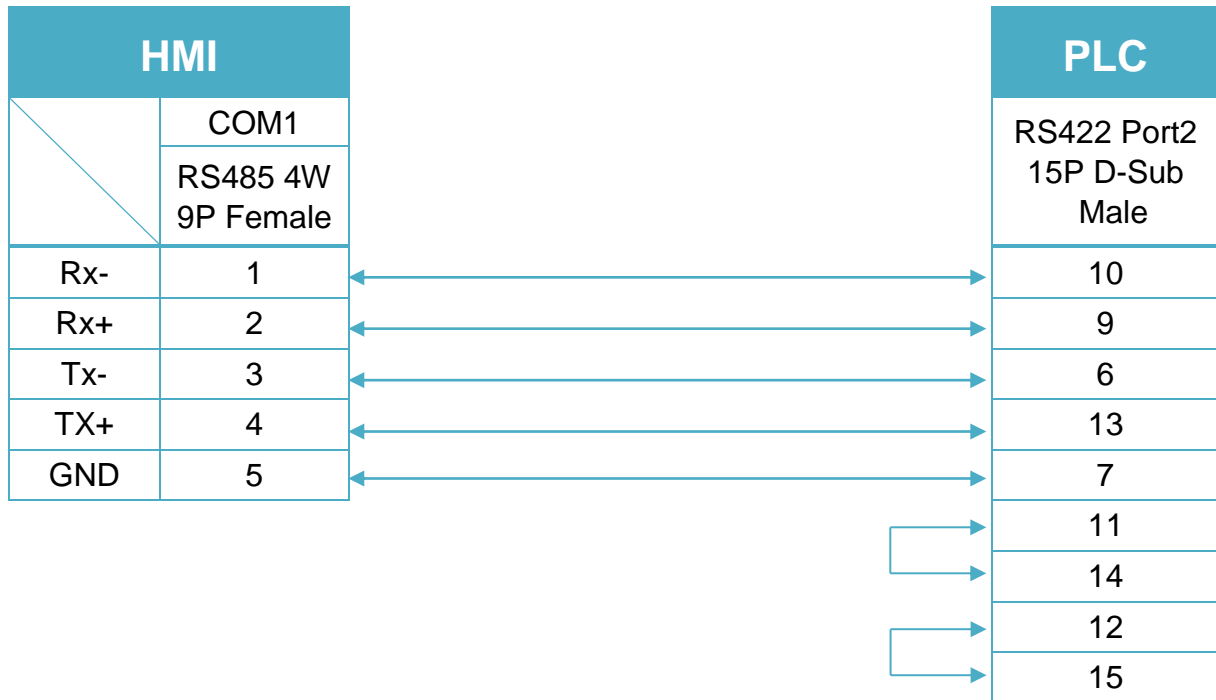 HMI
PLC
COM1
RS485 4W
9P Female
RS422 Port2
15P D-Sub
Male
Rx- 1 10
Rx+ 2 9
Tx- 3 6
TX+ 4 13
GND 5 7
11
14
12
15